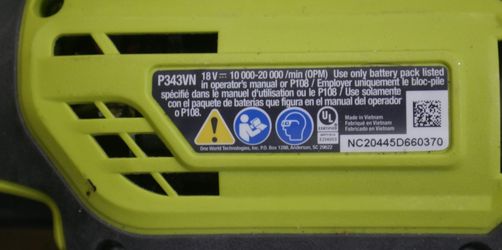 P343VN 18 V⎓ 10 000-20 000 /min (OPM) Use only battery pack listed
in operator's manual or P108 / Employer uniquement le bloc-pile
spécifié dans le manuel d'utilisation ou le P108 / Use solamente
con el paquete de baterías que figura en el manual del operador
o P108.
UL
Made in Vietnam
Fabriqué en Vietnam
Fabricado en Vietnam
One World Technologies, Inc., P.O. Box 1288, Anderson, SC 29622
NC20445D660370